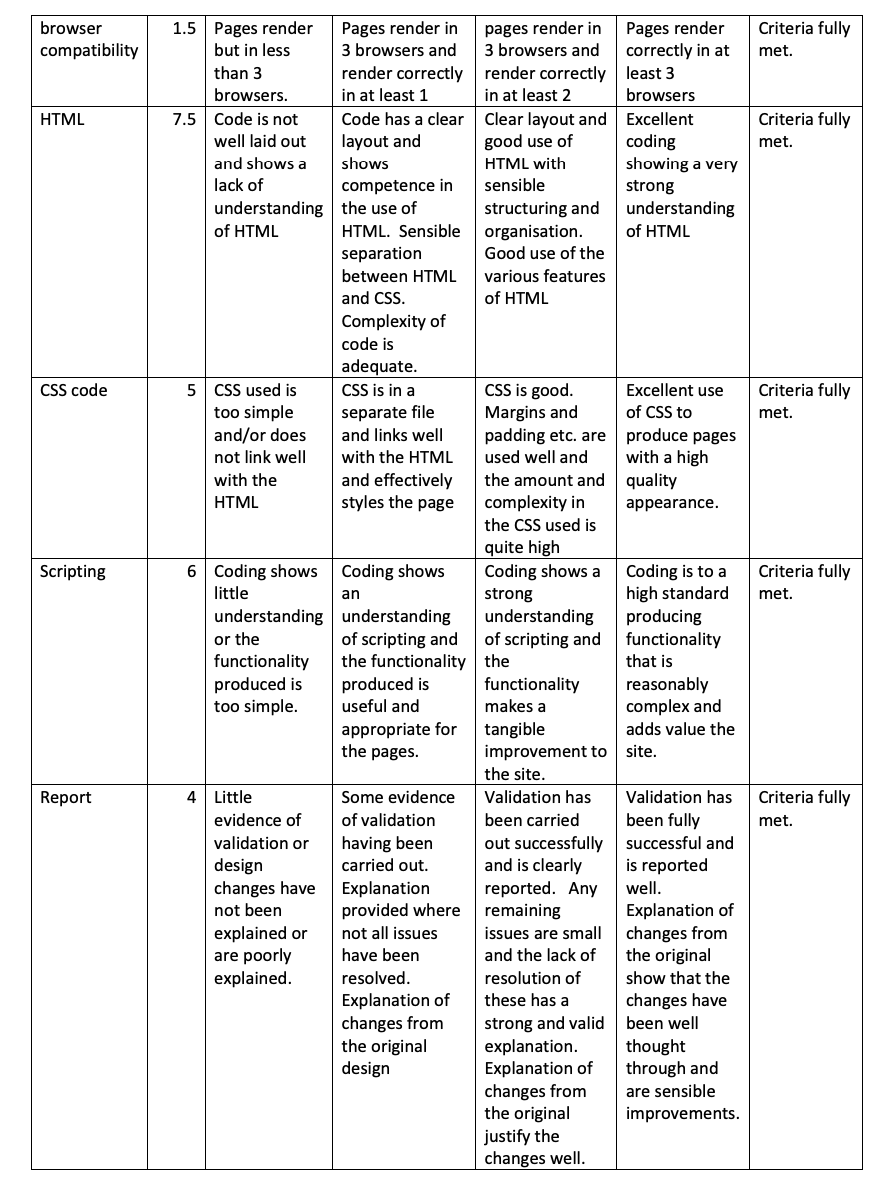 browser
compatibility
1.5
Pages render
but in less
than 3
browsers.
Pages render in
3 browsers and
render correctly
in at least 1
pages render in
3 browsers and
render correctly
in at least 2
Pages render
correctly in at
least 3
browsers
Criteria fully
met.
HTML
7.5
Code is not
well laid out
and shows a
lack of
understanding
of HTML
Code has a clear
layout and
shows
competence in
the use of
HTML.  Sensible
separation
between HTML
and CSS.
Complexity of
code is
adequate.
Clear layout and
good use of
HTML with
sensible
structuring and
organisation.
Good use of the
various features
of HTML
Excellent
coding
showing a very
strong
understanding
of HTML
Criteria fully
met.
CSS code
5
CSS used is
too simple
and/or does
not link well
with the
HTML
CSS is in a
separate file
and links well
with the HTML
and effectively
styles the page
CSS is good.
Margins and
padding etc. are
used well and
the amount and
complexity in
the CSS used is
quite high
Excellent use
of CSS to
produce pages
with a high
quality
appearance.
Criteria fully
met.
Scripting
6
Coding shows
little
understanding
or the
functionality
produced is
too simple.
Coding shows
an
understanding
of scripting and
the functionality
produced is
useful and
appropriate for
the pages.
Coding shows a
strong
understanding
of scripting and
the
functionality
makes a
tangible
improvement to
the site.
Coding is to a
high standard
producing
functionality
that is
reasonably
complex and
adds value the
site.
Criteria fully
met.
Report
4
Little
evidence of
validation or
design
changes have
not been
explained or
are poorly
explained.
Some evidence
of validation
having been
carried out.
Explanation
provided where
not all issues
have been
resolved.
Explanation of
changes from
the original
design
Validation has
been carried
out successfully
and is clearly
reported.   Any
remaining
issues are small
and the lack of
resolution of
these has a
strong and valid
explanation.
Explanation of
changes from
the original
justify the
changes well.
Validation has
been fully
successful and
is reported
well.
Explanation of
changes from
the original
show that the
changes have
been well
thought
through and
are sensible
improvements.
Criteria fully
met.